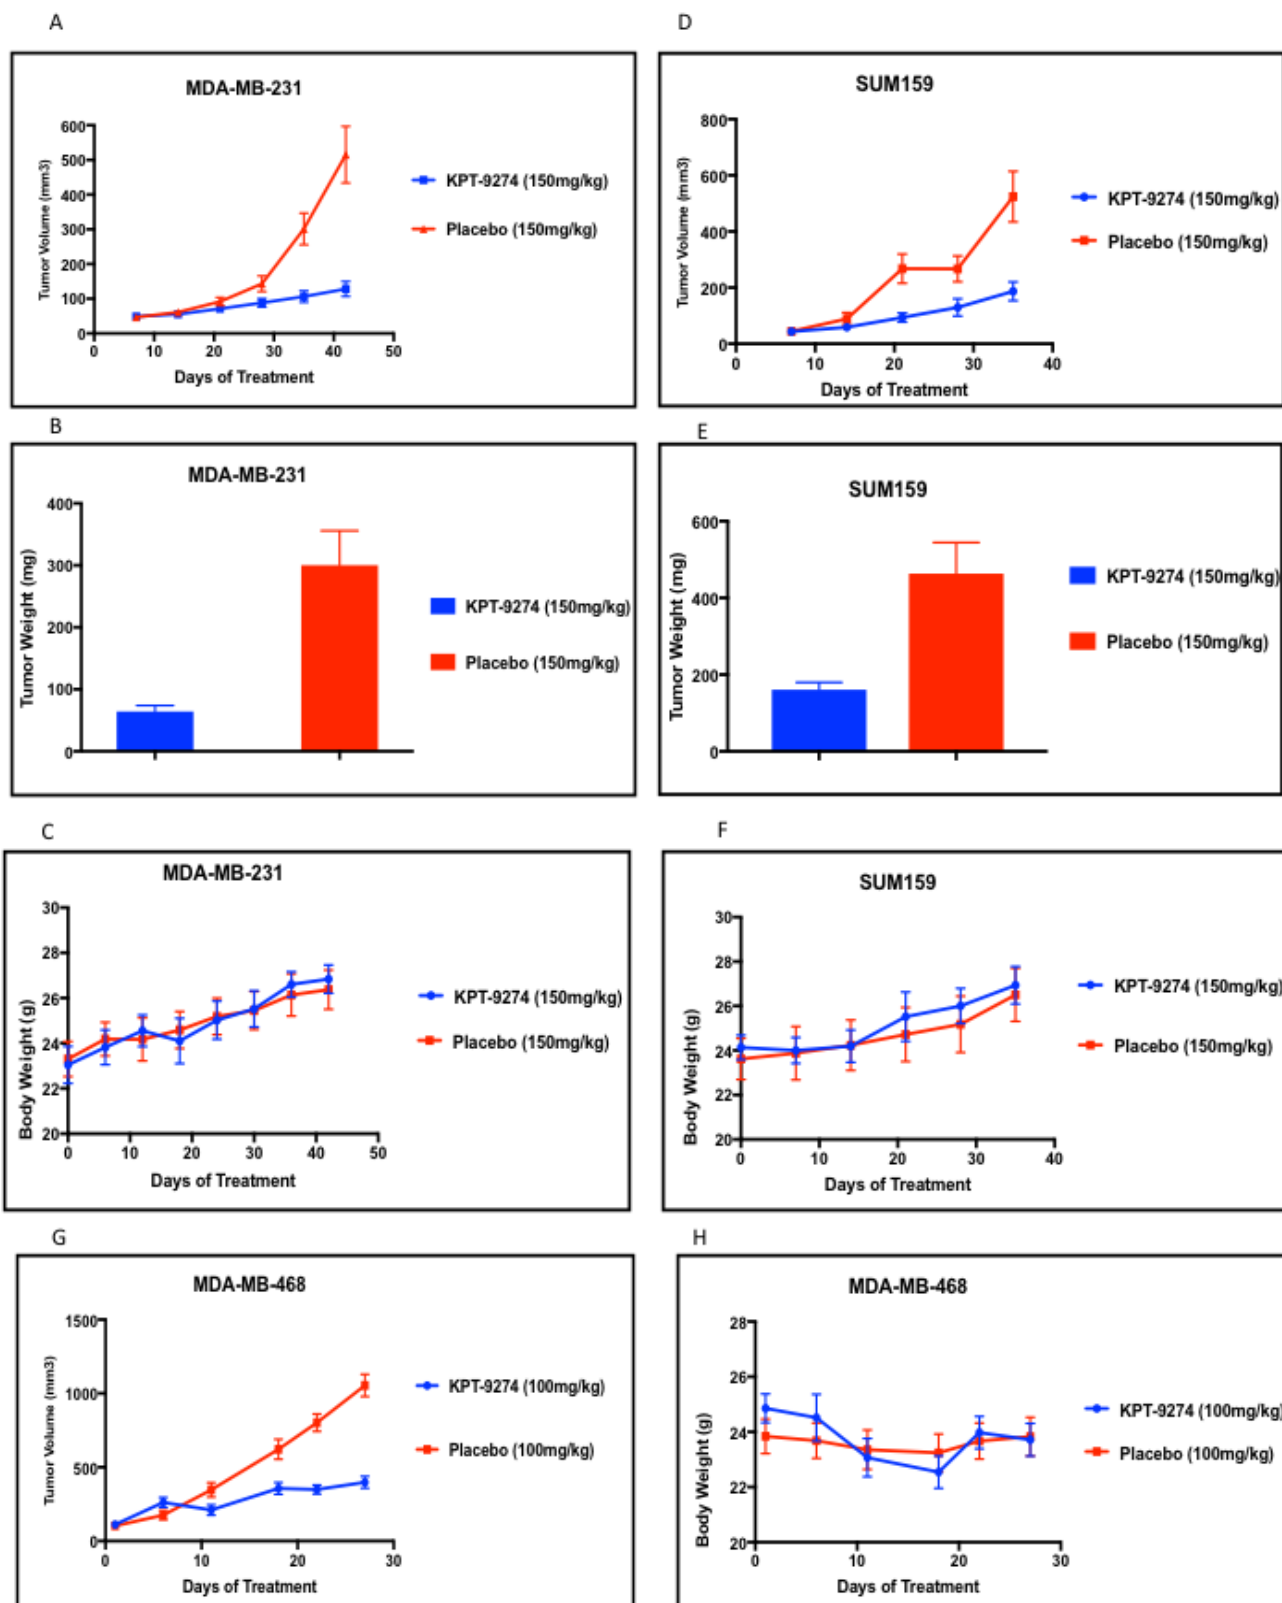 A
MDA-MB-231
Tumor Volume (mm3)
600
500
400
300
200
100
0
0 10 20 30 40 50
Days of Treatment
KPT-9274 (150mg/kg)
Placebo (150mg/kg)
D
SUM159
Tumor Volume (mm3)
800
600
400
200
0
0 10 20 30 40
Days of Treatment
KPT-9274 (150mg/kg)
Placebo (150mg/kg)
B
MDA-MB-231
Tumor Weight (mg)
400
300
200
100
0
KPT-9274 (150mg/kg)
Placebo (150mg/kg)
E
SUM159
Tumor Weight (mg)
600
400
200
0
KPT-9274 (150mg/kg)
Placebo (150mg/kg)
C
MDA-MB-231
Body Weight (g)
30
28
26
24
22
20
0 10 20 30 40 50
Days of Treatment
KPT-9274 (150mg/kg)
Placebo (150mg/kg)
F
SUM159
Body Weight (g)
30
28
26
24
22
20
0 10 20 30 40
Days of Treatment
KPT-9274 (150mg/kg)
Placebo (150mg/kg)
G
MDA-MB-468
Tumor Volume (mm3)
1500
1000
500
0
0 10 20 30
Days of Treatment
KPT-9274 (100mg/kg)
Placebo (100mg/kg)
H
MDA-MB-468
Body Weight (g)
28
26
24
22
20
0 10 20 30
Days of Treatment
KPT-9274 (100mg/kg)
Placebo (100mg/kg)